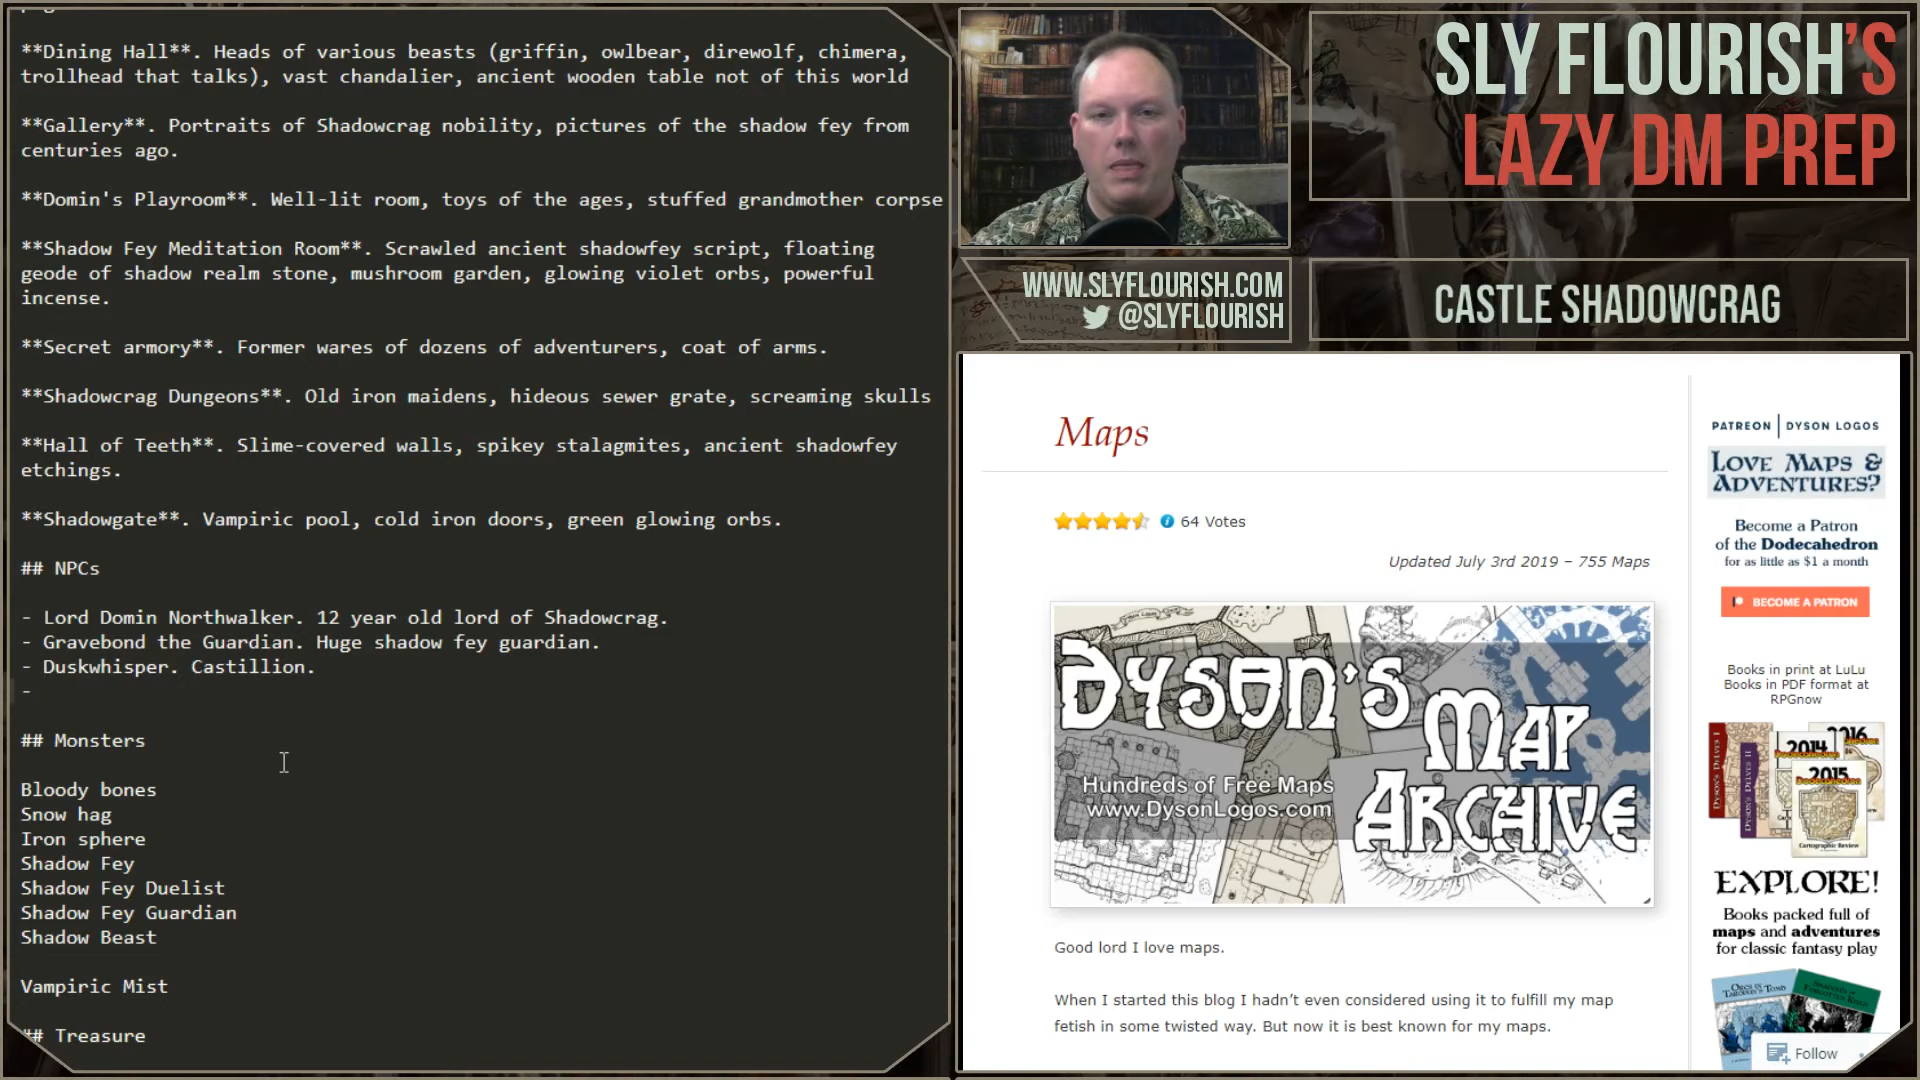 **Dining Hall**. Heads of various beasts (griffin, owlbear, direwolf, chimera,
trollhead that talks), vast chandalier, ancient wooden table not of this world
**Gallery**. Portraits of Shadowcrag nobility, pictures of the shadow fey from
centuries ago.
**Domin's Playroom**. Well-lit room, toys of the ages, stuffed grandmother corpse
**Shadow Fey Meditation Room**. Scrawled ancient shadowfey script, floating
geode of shadow realm stone, mushroom garden, glowing violet orbs, powerful
incense.
**Secret armory**. Former wares of dozens of adventurers, coat of arms.
**Shadowcrag Dungeons**. Old iron maidens, hideous sewer grate, screaming skulls
**Hall of Teeth**. Slime-covered walls, spikey stalagmites, ancient shadowfey
etchings.
**Shadowgate**. Vampiric pool, cold iron doors, green glowing orbs.
## NPCs
- Lord Domin Northwalker. 12 year old lord of Shadowcrag.
- Gravebond the Guardian. Huge shadow fey guardian.
- Duskwhisper. Castillion.
-
## Monsters
Bloody bones
Snow hag
Iron sphere
Shadow Fey
Shadow Fey Duelist
Shadow Fey Guardian
Shadow Beast
Vampiric Mist
## Treasure
SLY FLOURISH'S
LAZY DM PREP
WWW.SLYFLOURISH.COM
@SLYFLOURISH
CASTLE SHADOWCRAG
Maps
64 Votes
Updated July 3rd 2019 – 755 Maps
Dyson's
Map
Archive
Hundreds of Free Maps
www.DysonLogos.com
Good lord I love maps.
When I started this blog I hadn't even considered using it to fulfill my map
fetish in some twisted way. But now it is best known for my maps.
PATREON | DYSON LOGOS
LOVE MAPS &
ADVENTURES?
Become a Patron
of the Dodecahedron
for as little as $1 a month
BECOME A PATRON
Books in print at LuLu
Books in PDF format at
RPGnow
2016
2014
2015
Cartographic Review
EXPLORE!
Books packed full of
maps and adventures
for classic fantasy play
Follow